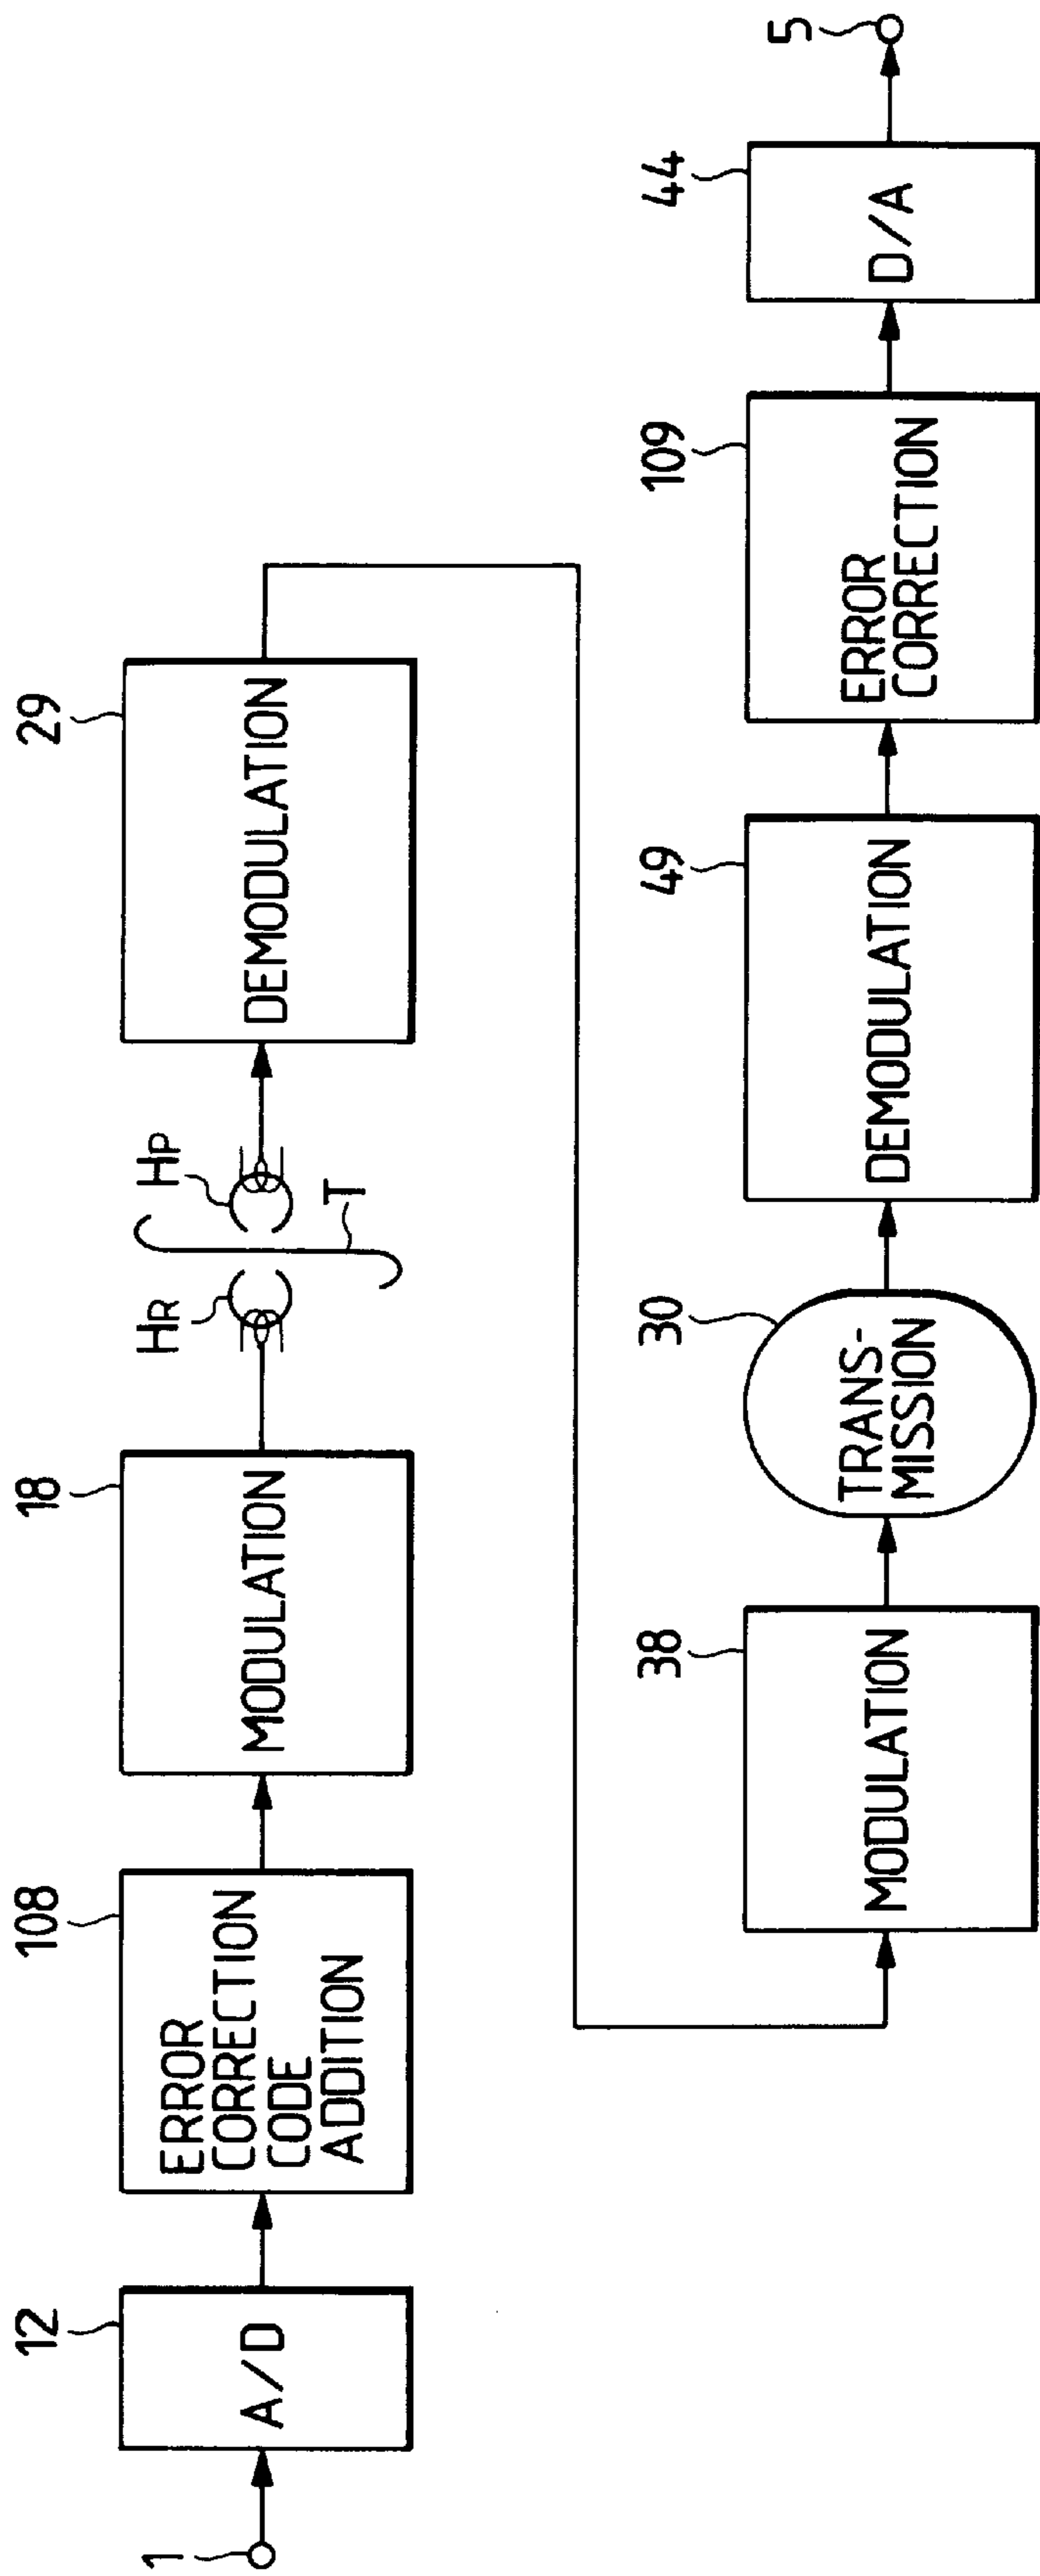 1
12
A/D
108
ERROR
CORRECTION
CODE
ADDITION
18
MODULATION
HR
HP
T
29
DEMODULATION
38
MODULATION
30
TRANS-
MISSION
49
DEMODULATION
109
ERROR
CORRECTION
44
D/A
5